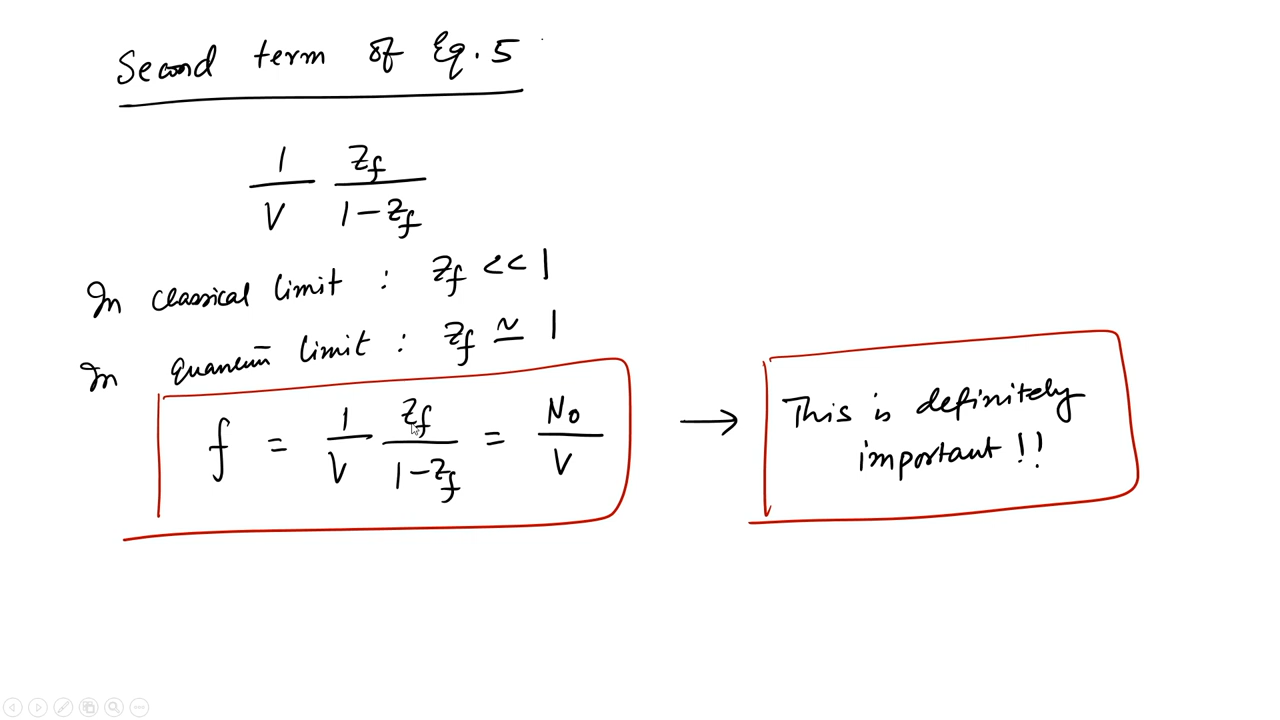 Second term of Eq. 5
1/V z_f/(1-z_f)
In classical limit : z_f << 1
In quantum limit : z_f ≃ 1
f = 1/V z_f/(1-z_f) = N_0/V → This is definitely
important !!